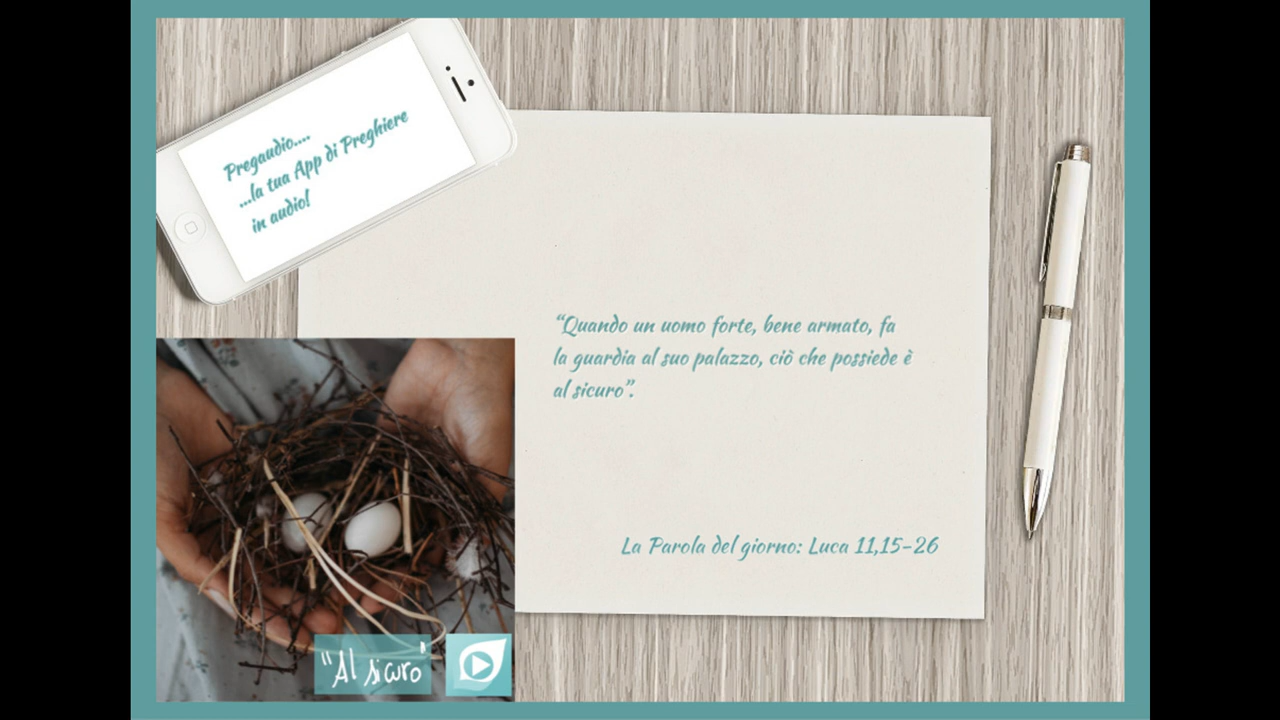 Pregaudio....
...la tua App di Preghiere
in audio!
“Quando un uomo forte, bene armato, fa
la guardia al suo palazzo, ciò che possiede è
al sicuro”.
La Parola del giorno: Luca 11,15-26
"Al sicuro"